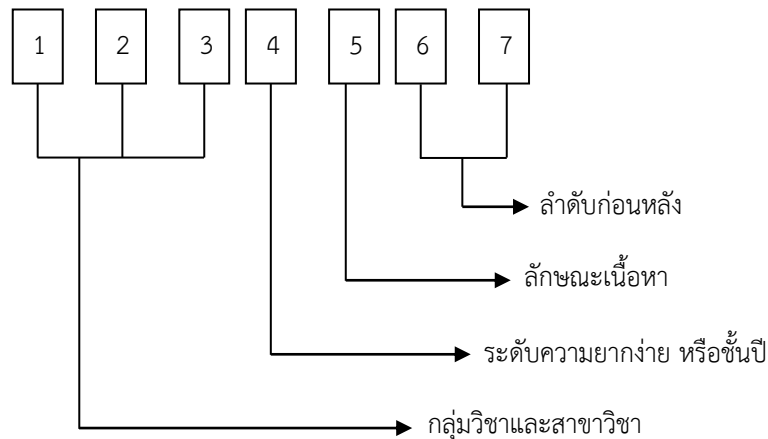 1 2 3 4 5 6 7
ลำดับก่อนหลัง
ลักษณะเนื้อหา
ระดับความยากง่าย หรือชั้นปี
กลุ่มวิชาและสาขาวิชา